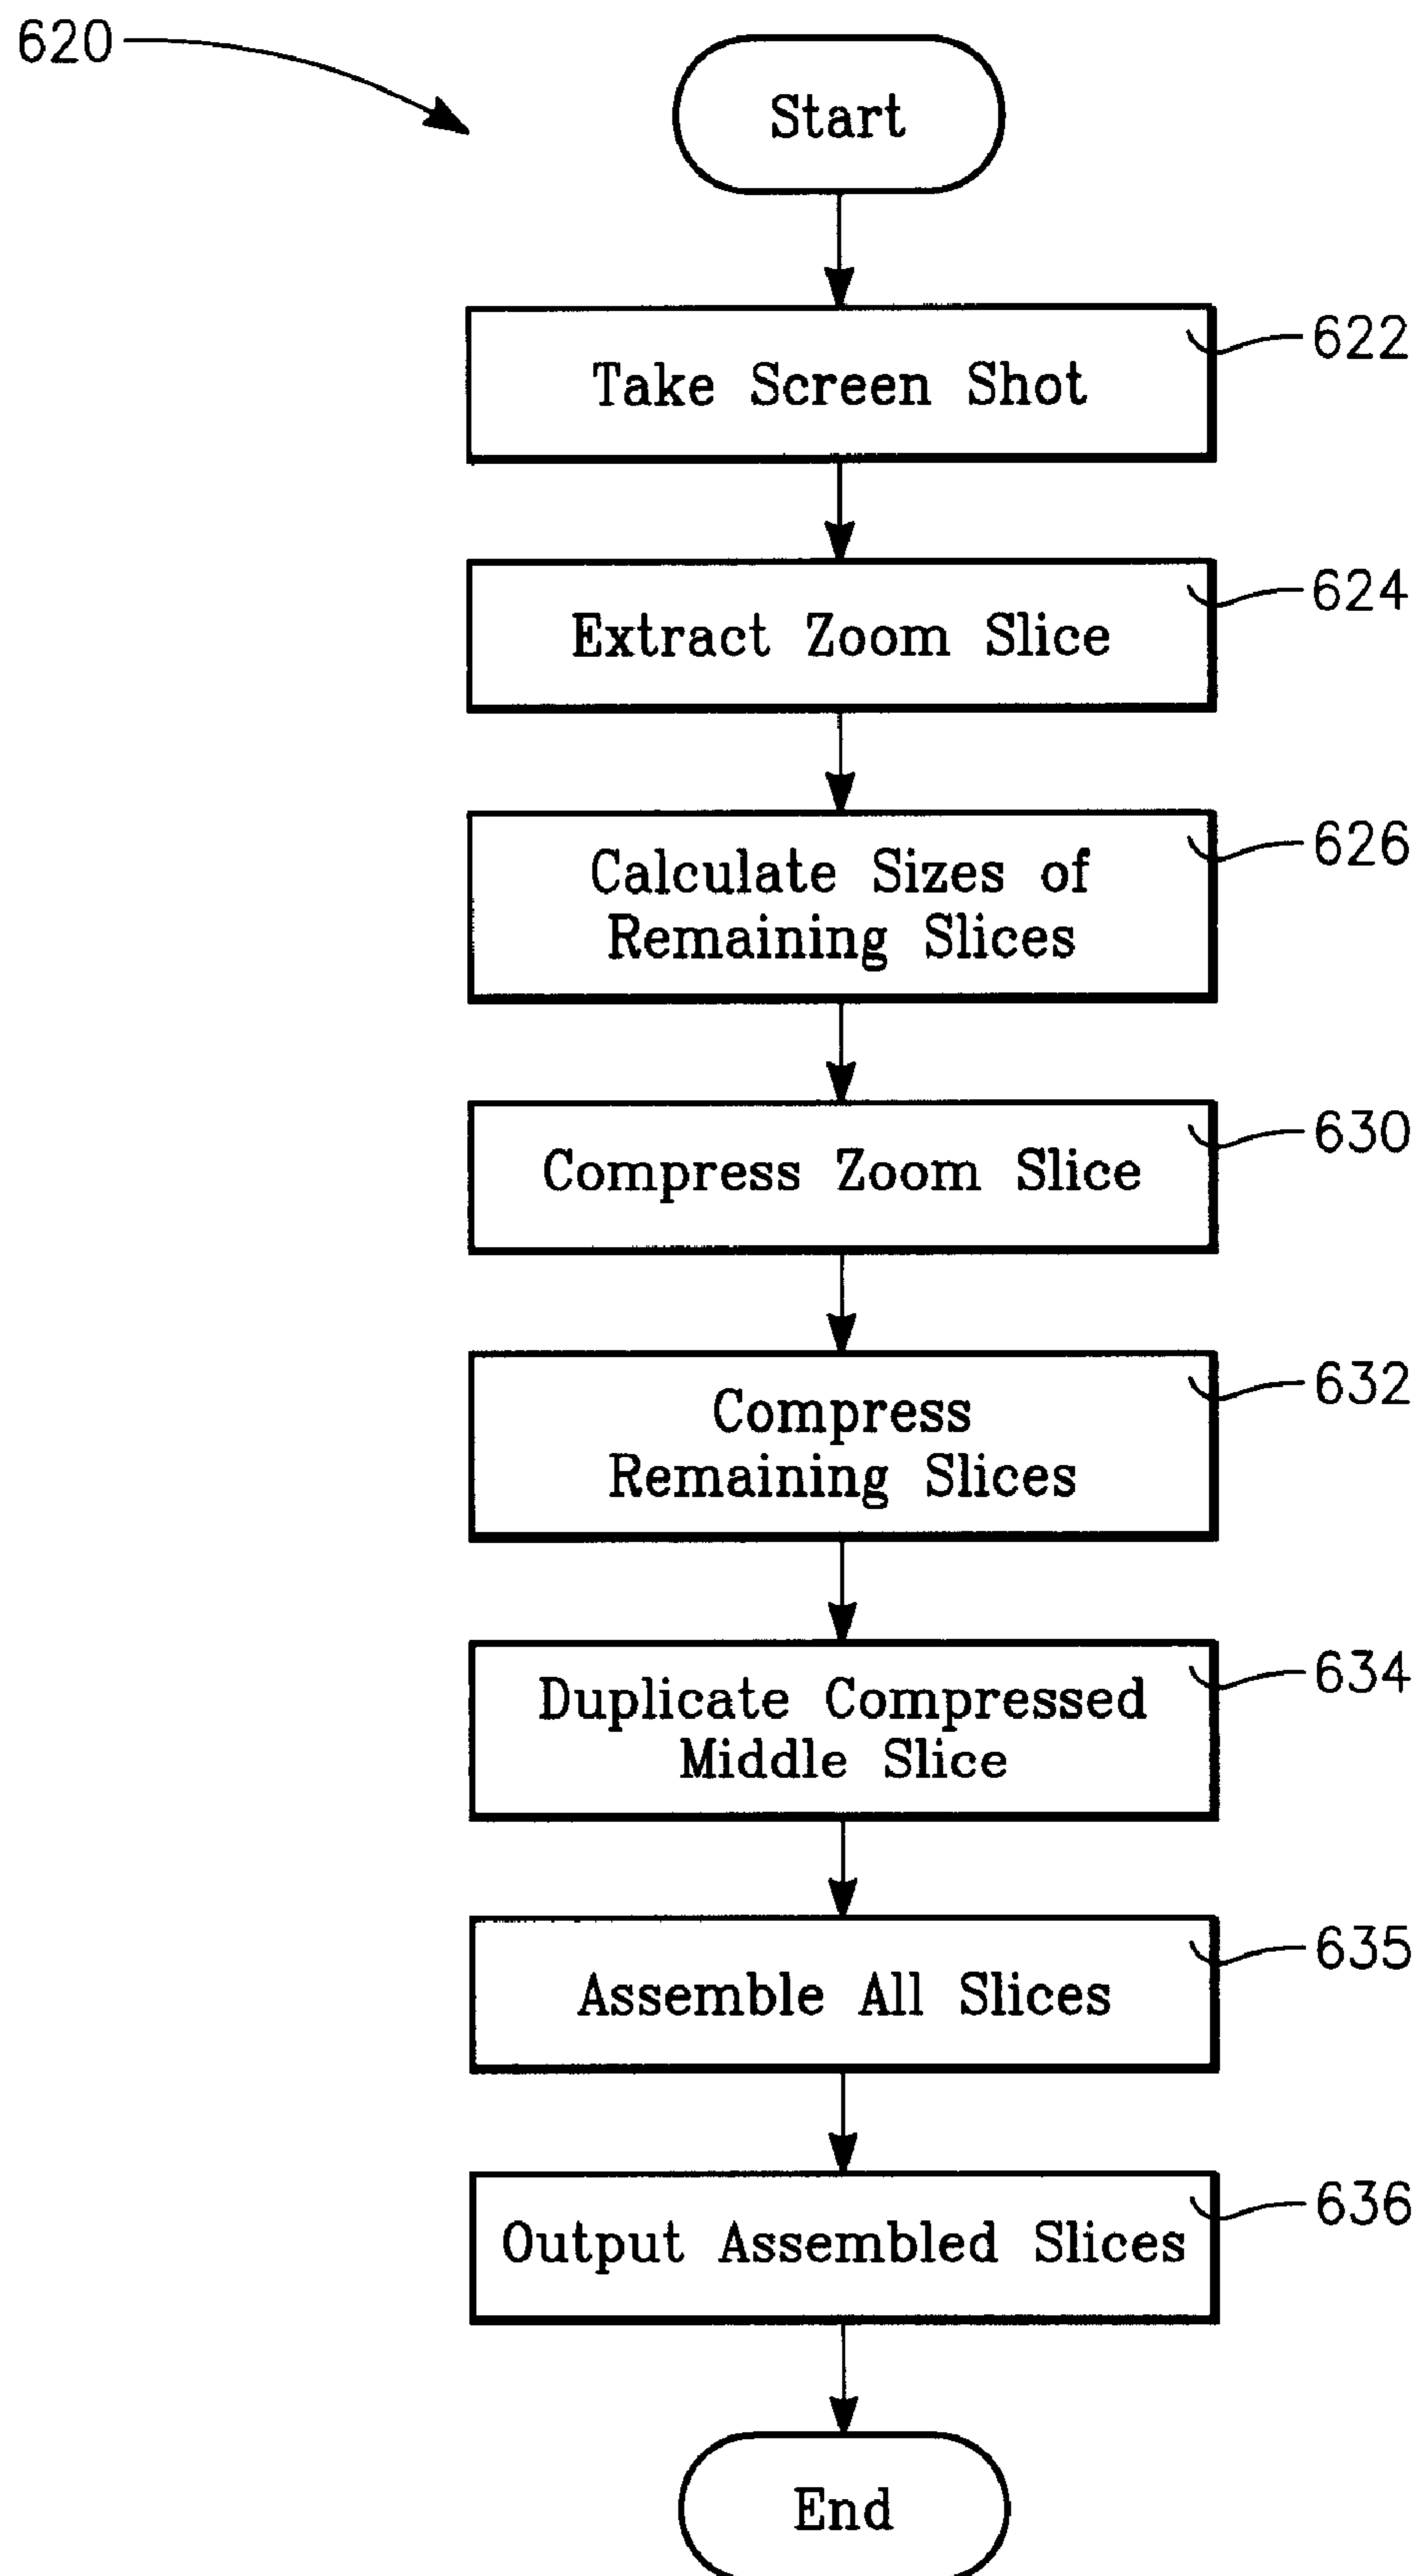 620
Start
Take Screen Shot
622
Extract Zoom Slice
624
Calculate Sizes of
Remaining Slices
626
Compress Zoom Slice
630
Compress
Remaining Slices
632
Duplicate Compressed
Middle Slice
634
Assemble All Slices
635
Output Assembled Slices
636
End